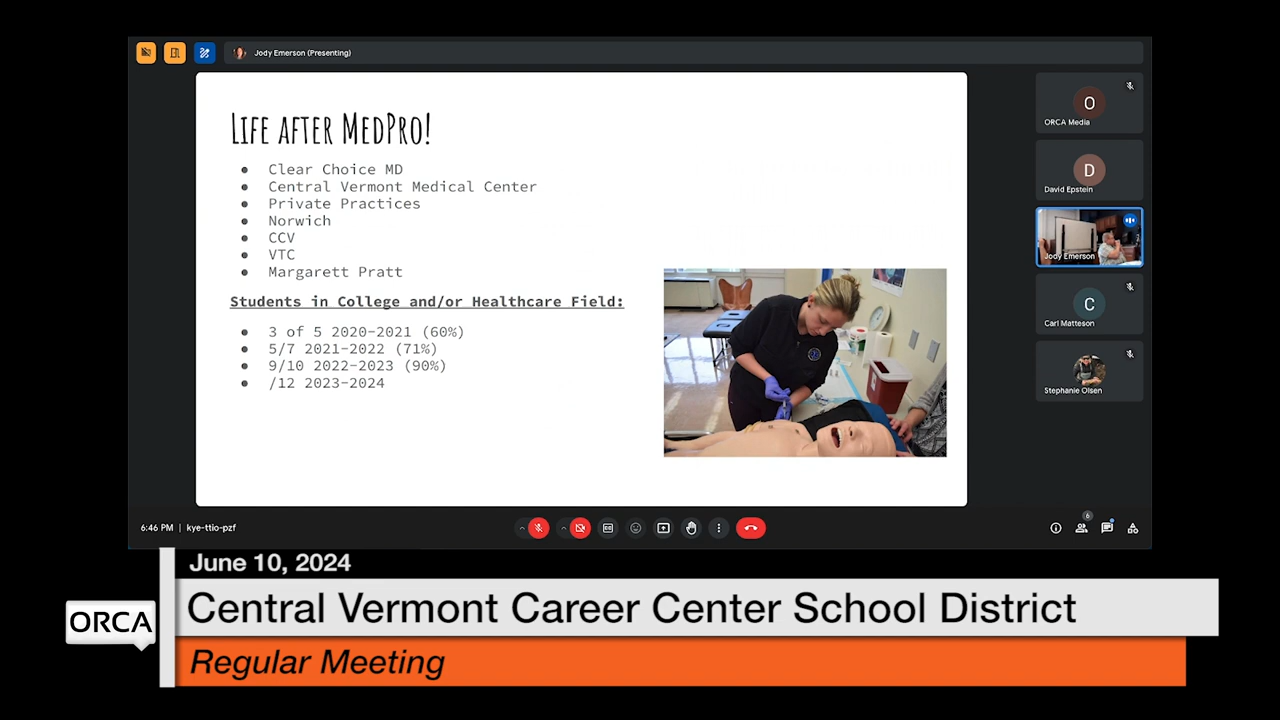 Jody Emerson (Presenting)
LIFE AFTER MEDPRO!
Clear Choice MD
Central Vermont Medical Center
Private Practices
Norwich
CCV
VTC
Margarett Pratt
Students in College and/or Healthcare Field:
3 of 5 2020-2021 (60%)
5/7 2021-2022 (71%)
9/10 2022-2023 (90%)
/12 2023-2024
O
ORCA Media
D
David Epstein
Jody Emerson
C
Carl Matteson
Stephanie Olsen
6:46 PM | kye-ttio-pzf
6
June 10, 2024
ORCA
Central Vermont Career Center School District
Regular Meeting